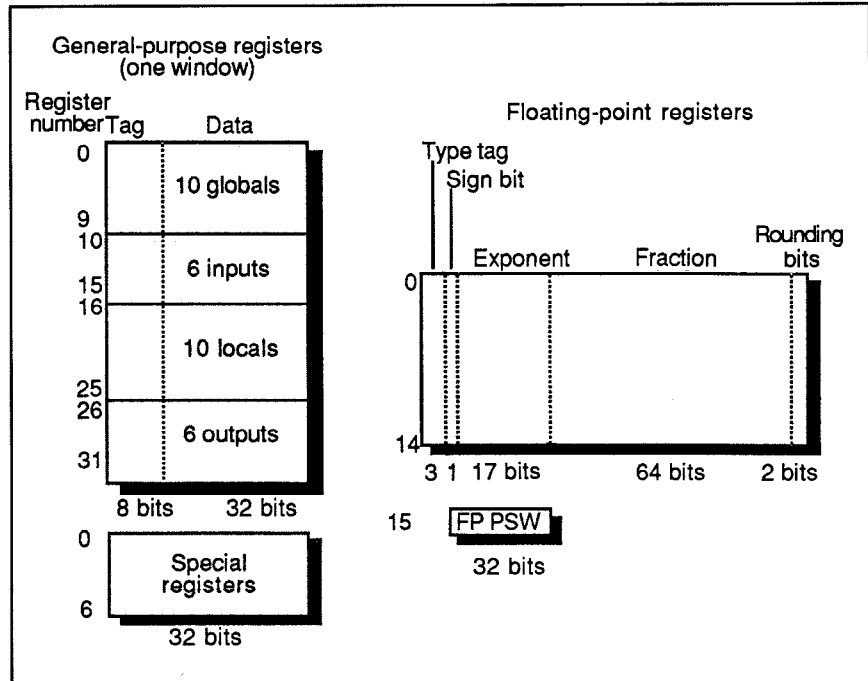 General-purpose registers
(one window)
Register
number Tag Data
0
10 globals
9
10
6 inputs
15
16
10 locals
25
26
6 outputs
31
8 bits 32 bits
0
Special
registers
6
32 bits
Floating-point registers
Type tag
Sign bit
Rounding
Exponent Fraction bits
0
14
3 1 17 bits 64 bits 2 bits
15 FP PSW
32 bits